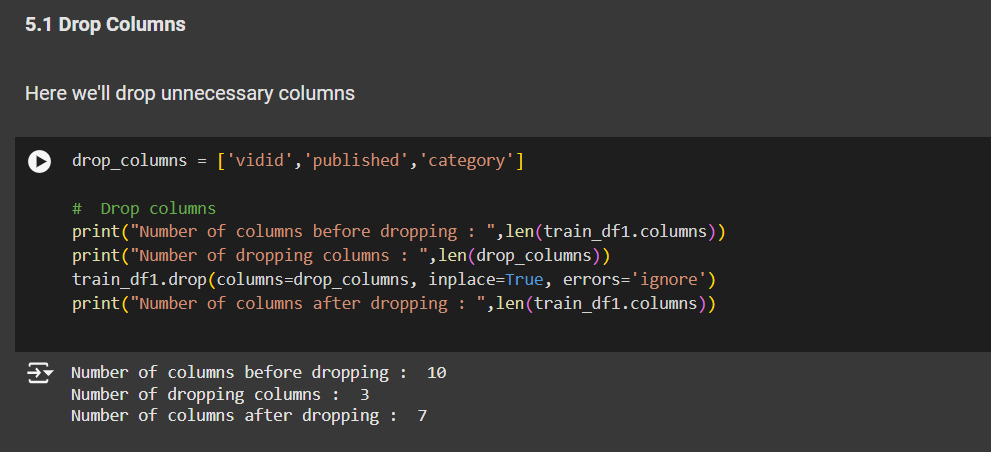 5.1 Drop Columns
Here we'll drop unnecessary columns
drop_columns = ['vidid','published','category']
#  Drop columns
print("Number of columns before dropping : ",len(train_df1.columns))
print("Number of dropping columns : ",len(drop_columns))
train_df1.drop(columns=drop_columns, inplace=True, errors='ignore')
print("Number of columns after dropping : ",len(train_df1.columns))
Number of columns before dropping :  10
Number of dropping columns :  3
Number of columns after dropping :  7